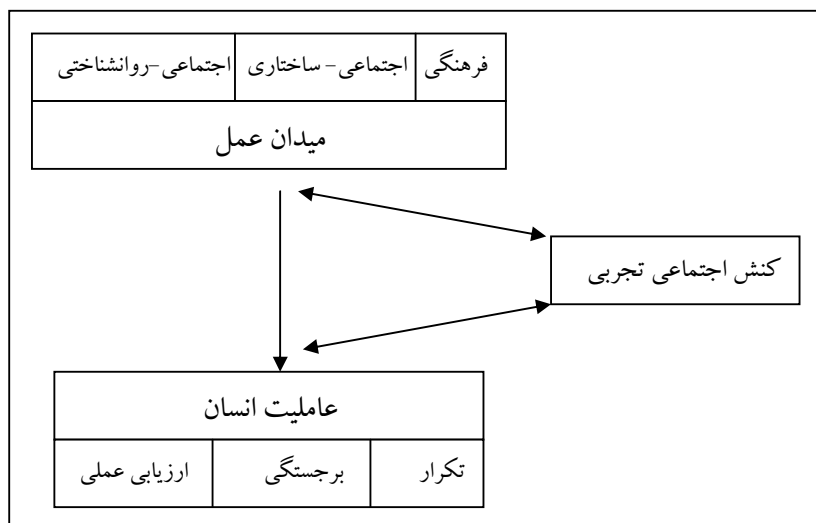 فرهنگی اجتماعی- ساختاری اجتماعی-روانشناختی
میدان عمل
کنش اجتماعی تجربی
عاملیت انسان
تکرار برجستگی ارزیابی عملی